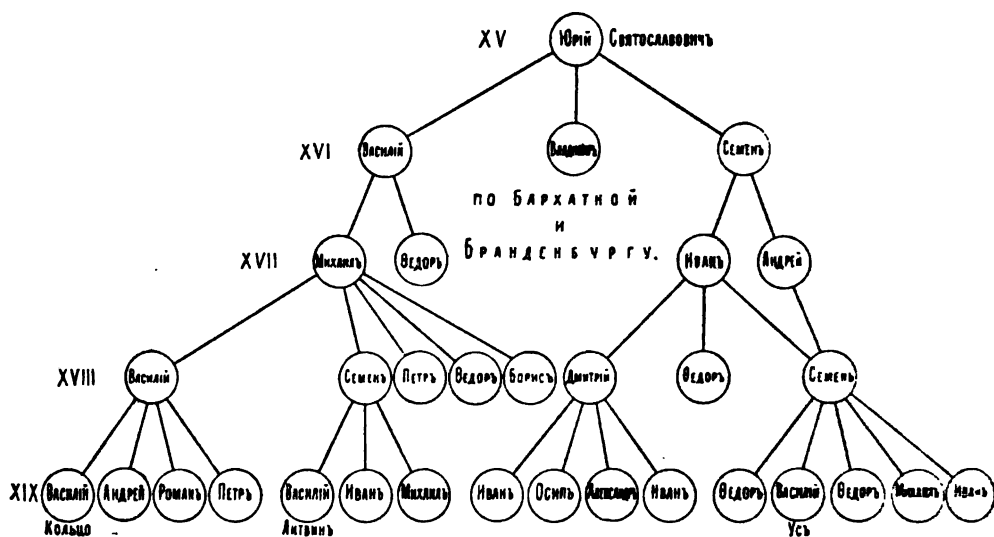 XV Юрій Святославовичъ
XVI Василій Владиміръ Семенъ
по Бархатной
и
Бранденбургу.
XVII Михаилъ Ѳедоръ Иванъ Андрей
XVIII Василій Семенъ Петръ Ѳедоръ Борисъ Дмитрій Ѳедоръ Семенъ
XIX Василій Андрей Романъ Петръ Василій Иванъ Михаилъ Иванъ Осипъ Александръ Иванъ Ѳедоръ Василій Ѳедоръ Михаилъ Иванъ
Кольцо Литвинъ Усъ